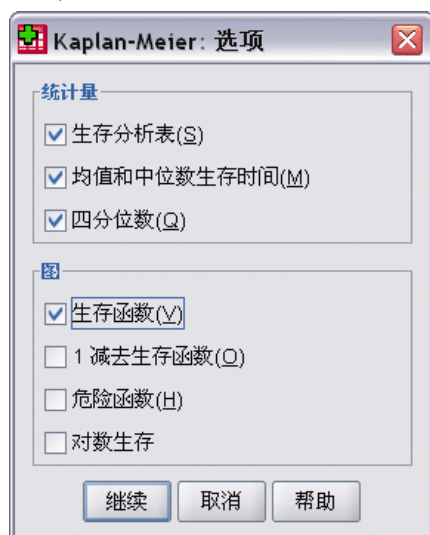 Kaplan-Meier: 选项
统计量
生存分析表(S)
均值和中位数生存时间(M)
四分位数(Q)
图
生存函数(V)
1 减去生存函数(O)
危险函数(H)
对数生存
继续 取消 帮助